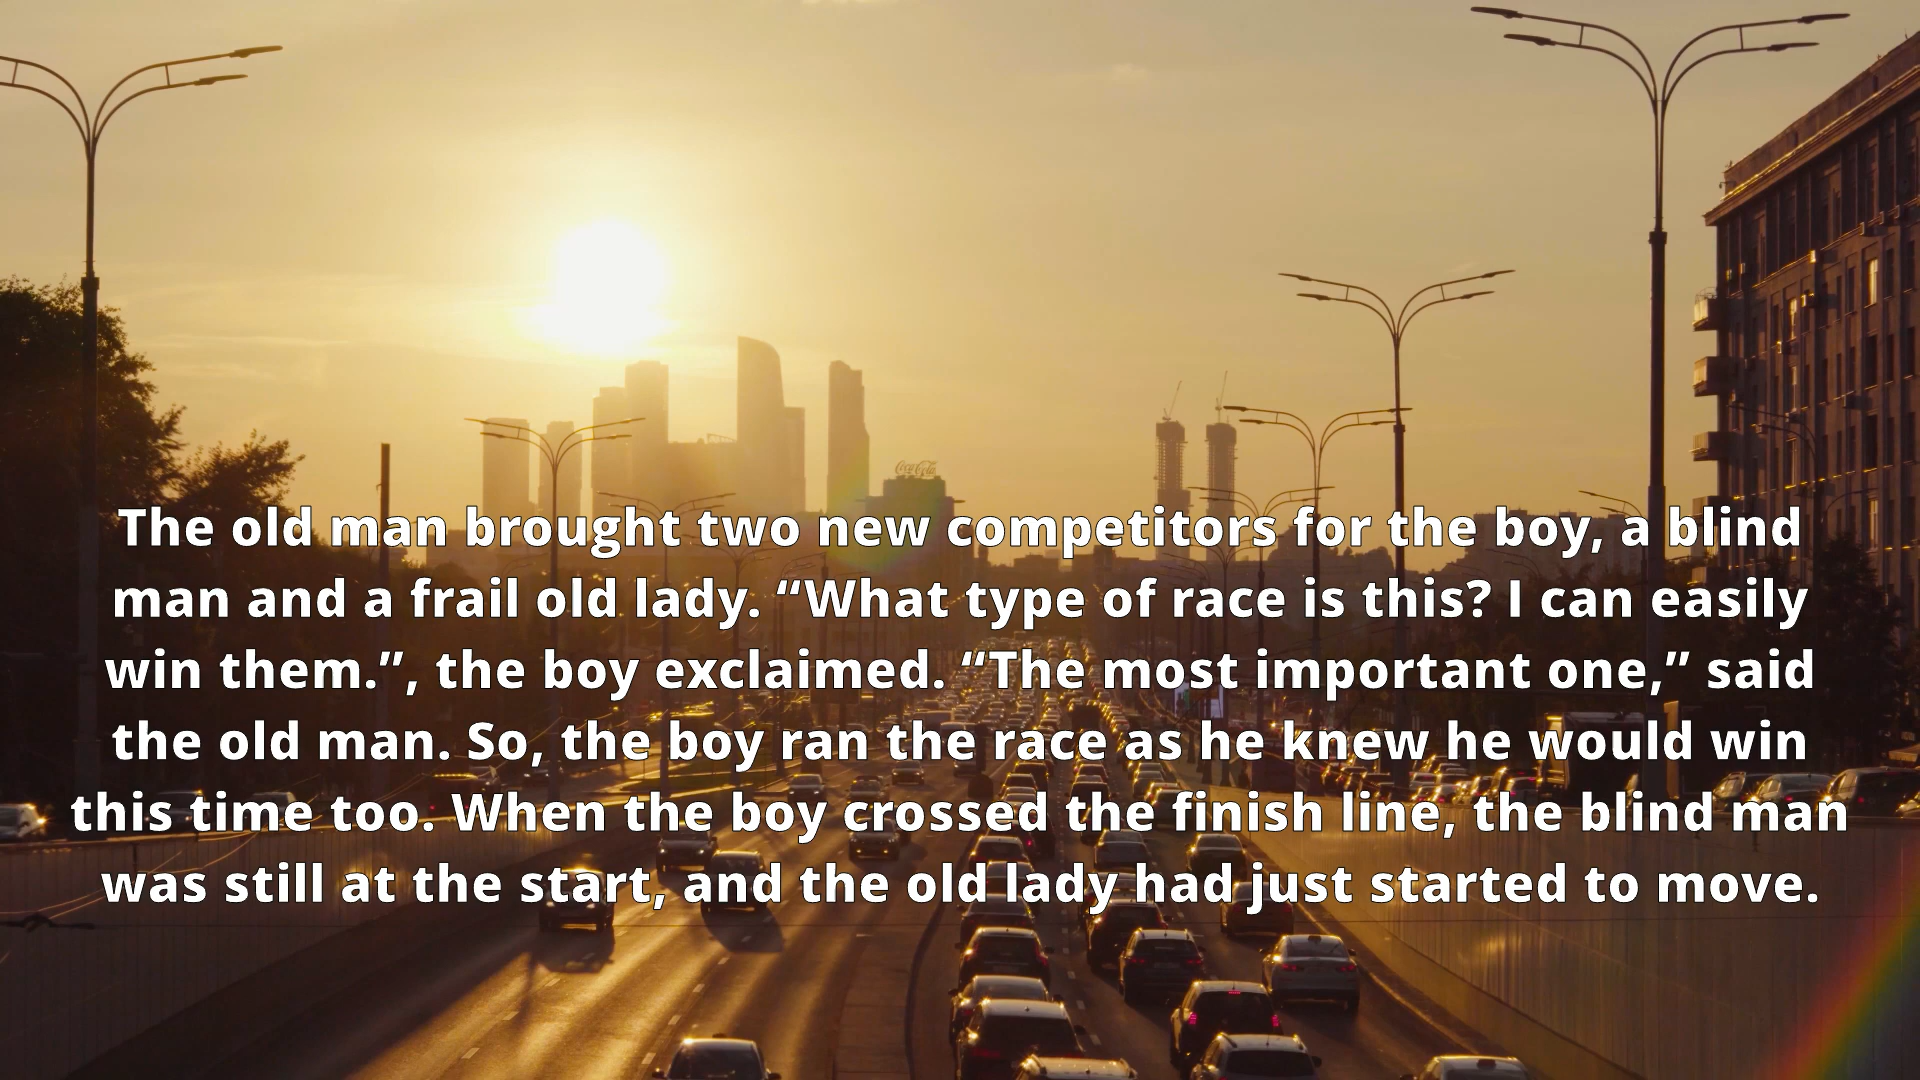 Coca-Cola
The old man brought two new competitors for the boy, a blind
man and a frail old lady. “What type of race is this? I can easily
win them.”, the boy exclaimed. “The most important one,” said
the old man. So, the boy ran the race as he knew he would win
this time too. When the boy crossed the finish line, the blind man
was still at the start, and the old lady had just started to move.